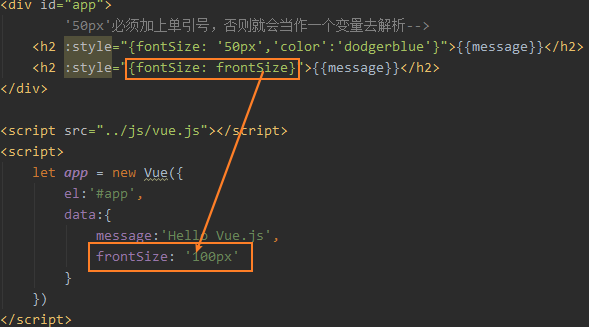 <div id="app">
'50px'必须加上单引号，否则就会当作一个变量去解析-->
<h2 :style="{fontSize: '50px','color':'dodgerblue'}">{{message}}</h2>
<h2 :style="{fontSize: frontSize}">{{message}}</h2>
</div>
<script src="../js/vue.js"></script>
<script>
let app = new Vue({
el:'#app',
data:{
message:'Hello Vue.js',
frontSize: '100px'
}
})
</script>